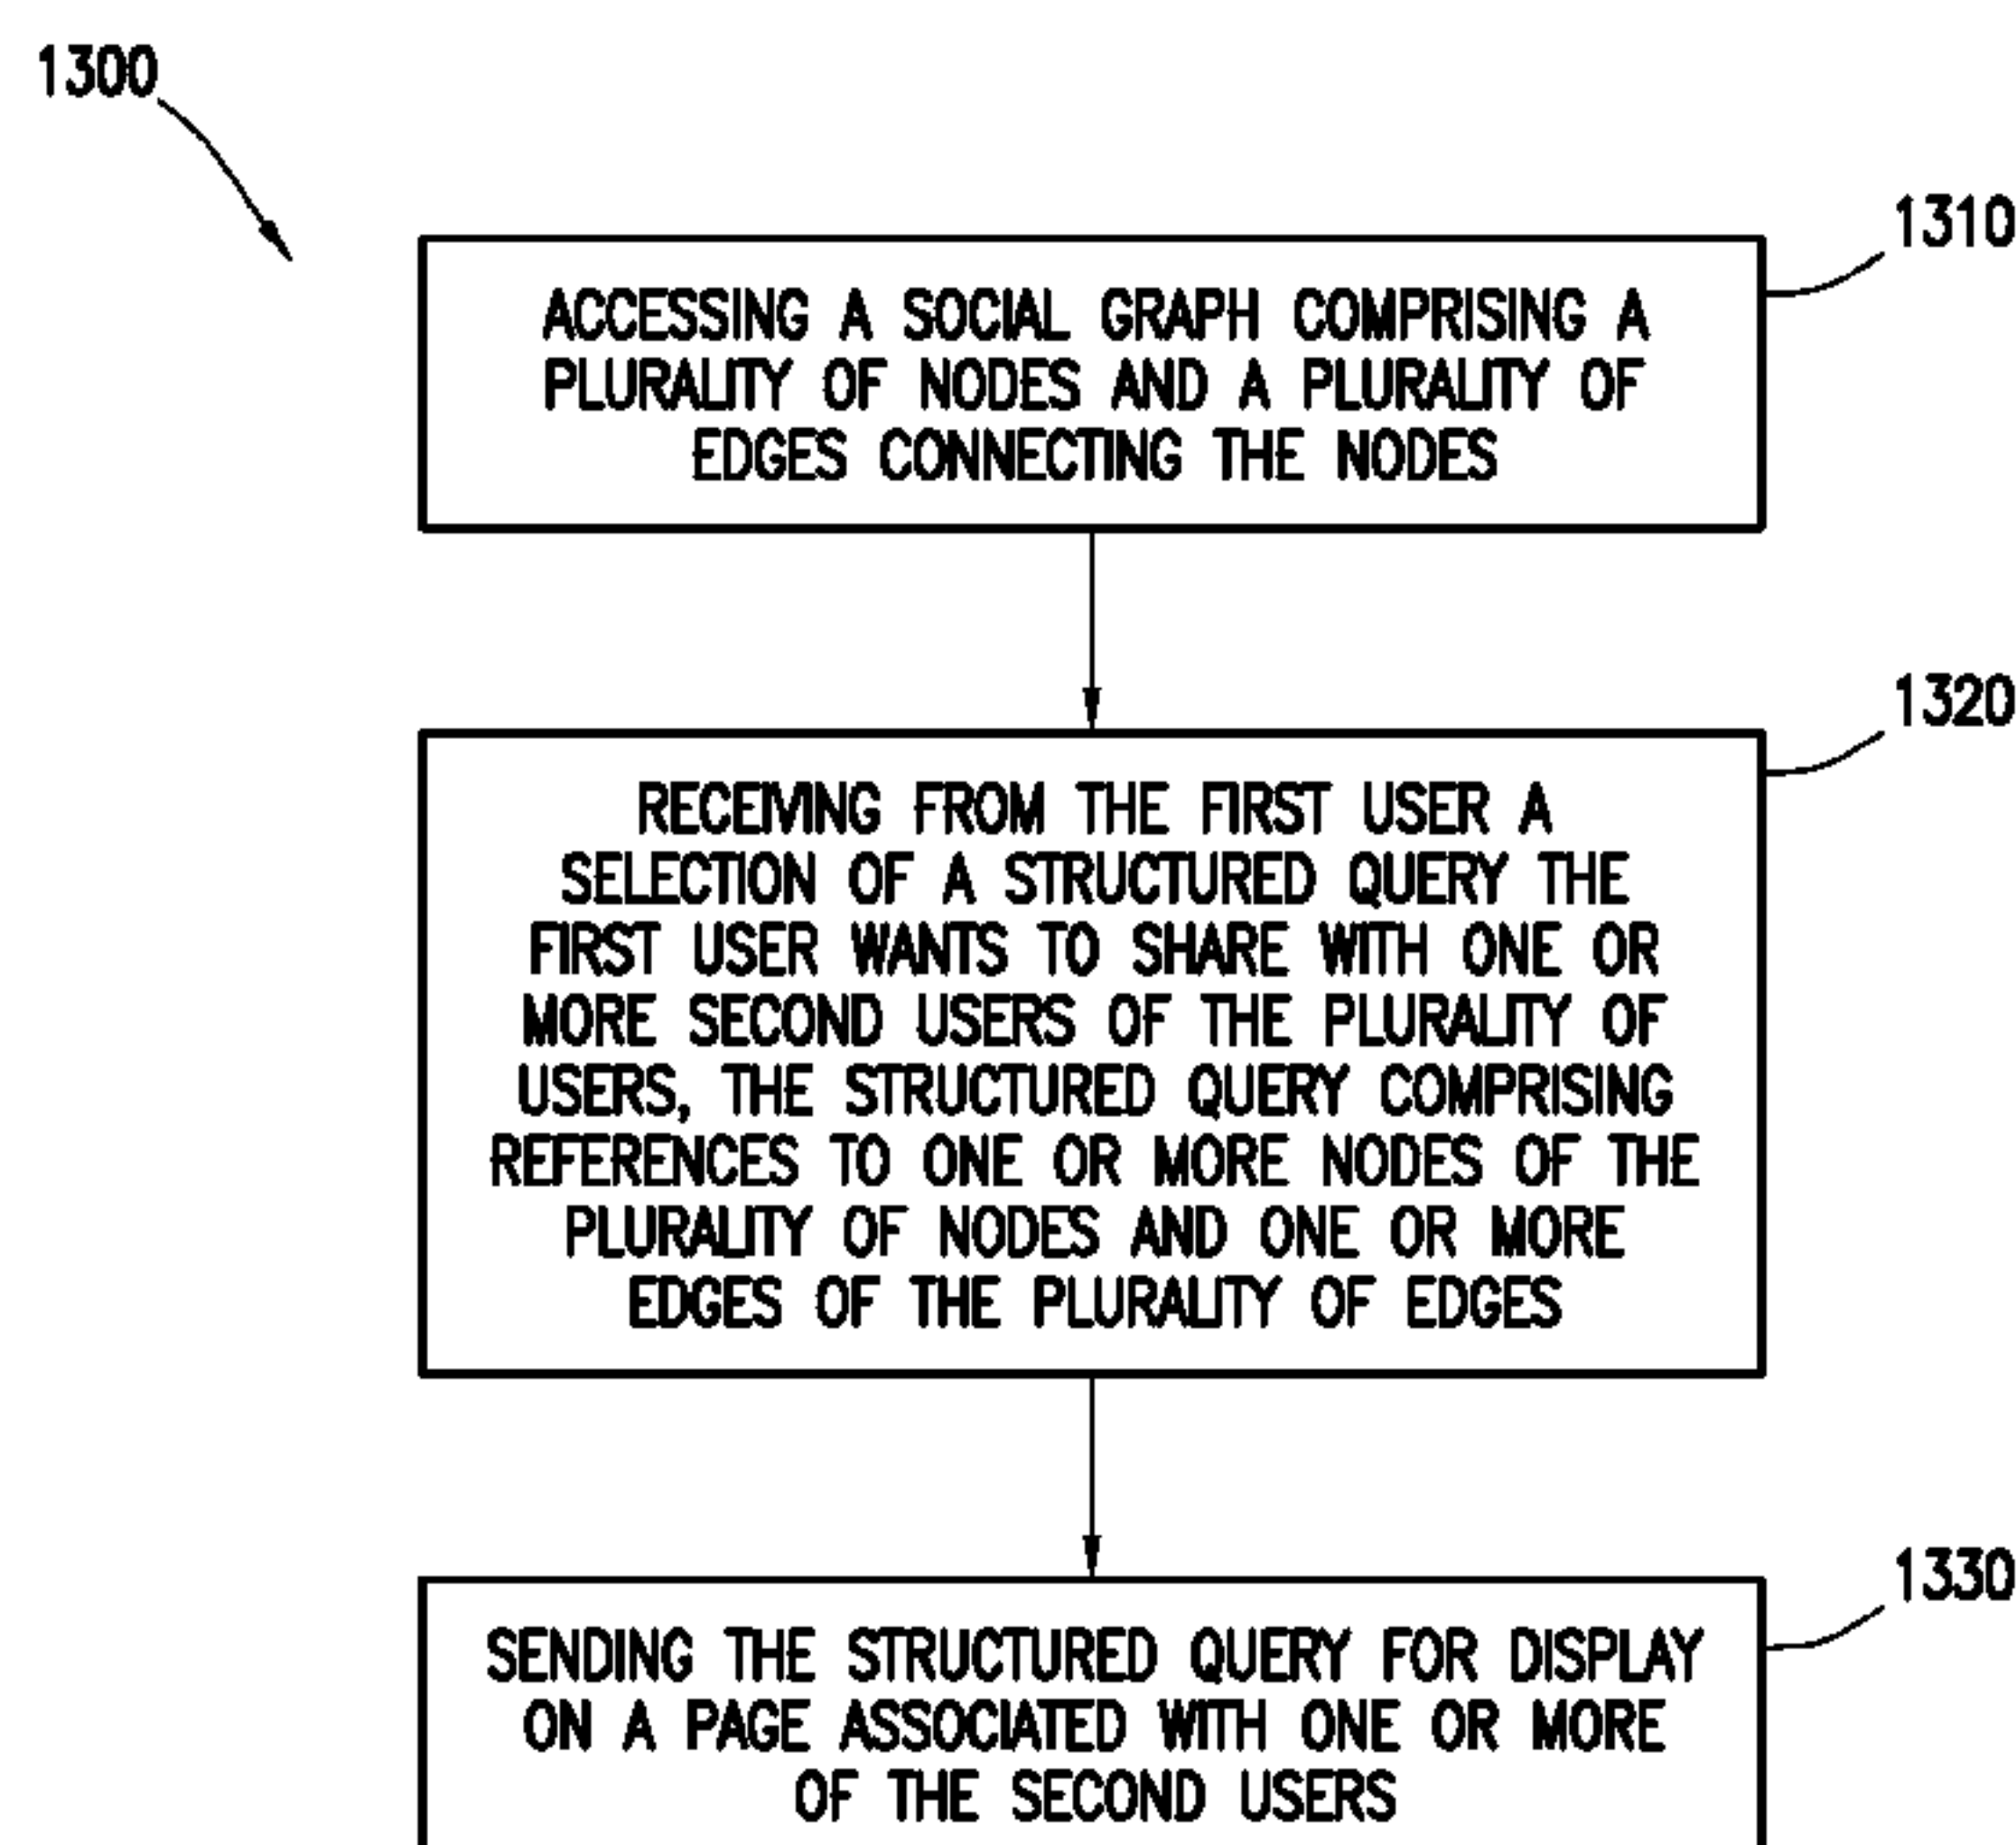 1300
1310
ACCESSING A SOCIAL GRAPH COMPRISING A
PLURALITY OF NODES AND A PLURALITY OF
EDGES CONNECTING THE NODES
1320
RECEIVING FROM THE FIRST USER A
SELECTION OF A STRUCTURED QUERY THE
FIRST USER WANTS TO SHARE WITH ONE OR
MORE SECOND USERS OF THE PLURALITY OF
USERS, THE STRUCTURED QUERY COMPRISING
REFERENCES TO ONE OR MORE NODES OF THE
PLURALITY OF NODES AND ONE OR MORE
EDGES OF THE PLURALITY OF EDGES
1330
SENDING THE STRUCTURED QUERY FOR DISPLAY
ON A PAGE ASSOCIATED WITH ONE OR MORE
OF THE SECOND USERS